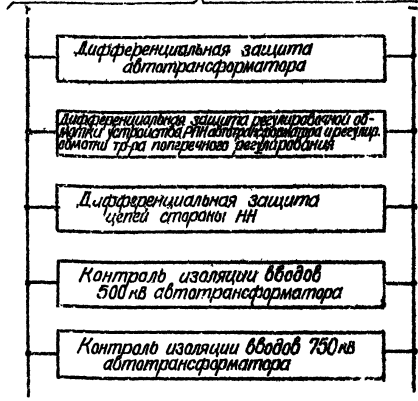 Дифференциальная защита
автотрансформатора
Дифференциальная защита регулировочной об-
мотки устройства РПН автотрансформатора и регулир.
обмотки тр-ра поперечного регулирования
Дифференциальная защита
цепей стороны НН
Контроль изоляции вводов
500 кв автотрансформатора
Контроль изоляции вводов 750 кв
автотрансформатора